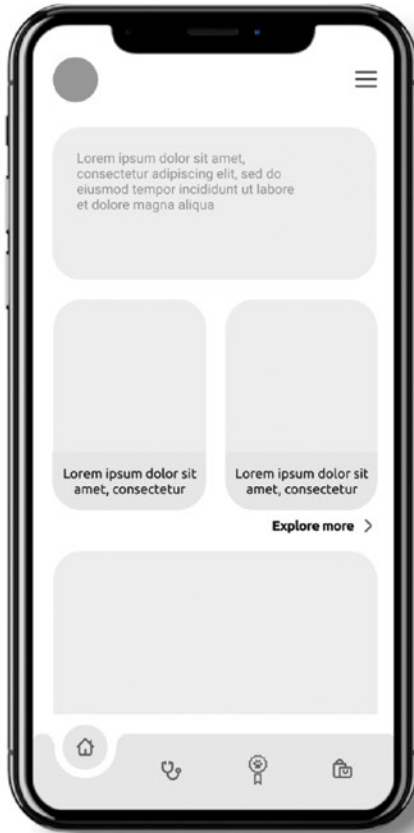 Lorem ipsum dolor sit amet,
consectetur adipiscing elit, sed do
eiusmod tempor incididunt ut labore
et dolore magna aliqua
Lorem ipsum dolor sit
amet, consectetur
Lorem ipsum dolor sit
amet, consectetur
Explore more